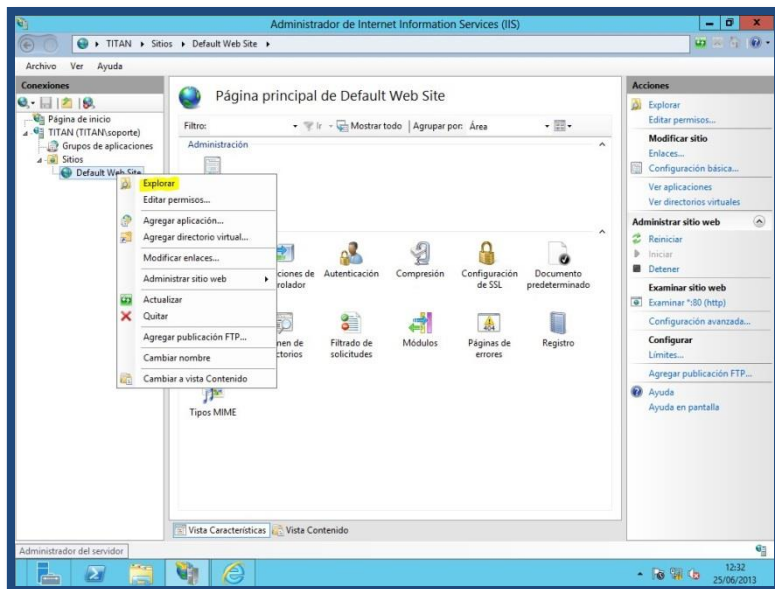 Administrador de Internet Information Services (IIS)
TITAN Sitios Default Web Site
Archivo Ver Ayuda
Conexiones
Página de inicio
TITAN (TITAN\soporte)
Grupos de aplicaciones
Sitios
Default Web Site
Explorar
Editar permisos...
Agregar aplicación...
Agregar directorio virtual...
Modificar enlaces...
Administrar sitio web
Actualizar
Quitar
Agregar publicación FTP...
Cambiar nombre
Cambiar a vista Contenido
Página principal de Default Web Site
Filtro: Ir Mostrar todo Agrupar por: Área
Administración
ciones de
rolador
Autenticación
Compresión
Configuración
de SSL
Documento
predeterminado
nen de
ctorios
Filtrado de
solicitudes
Módulos
Páginas de
errores
Registro
Tipos MIME
Vista Características Vista Contenido
Acciones
Explorar
Editar permisos...
Modificar sitio
Enlaces...
Configuración básica...
Ver aplicaciones
Ver directorios virtuales
Administrar sitio web
Reiniciar
Iniciar
Detener
Examinar sitio web
Examinar *:80 (http)
Configuración avanzada...
Configurar
Límites...
Agregar publicación FTP...
Ayuda
Ayuda en pantalla
Administrador del servidor
12:32
25/06/2013